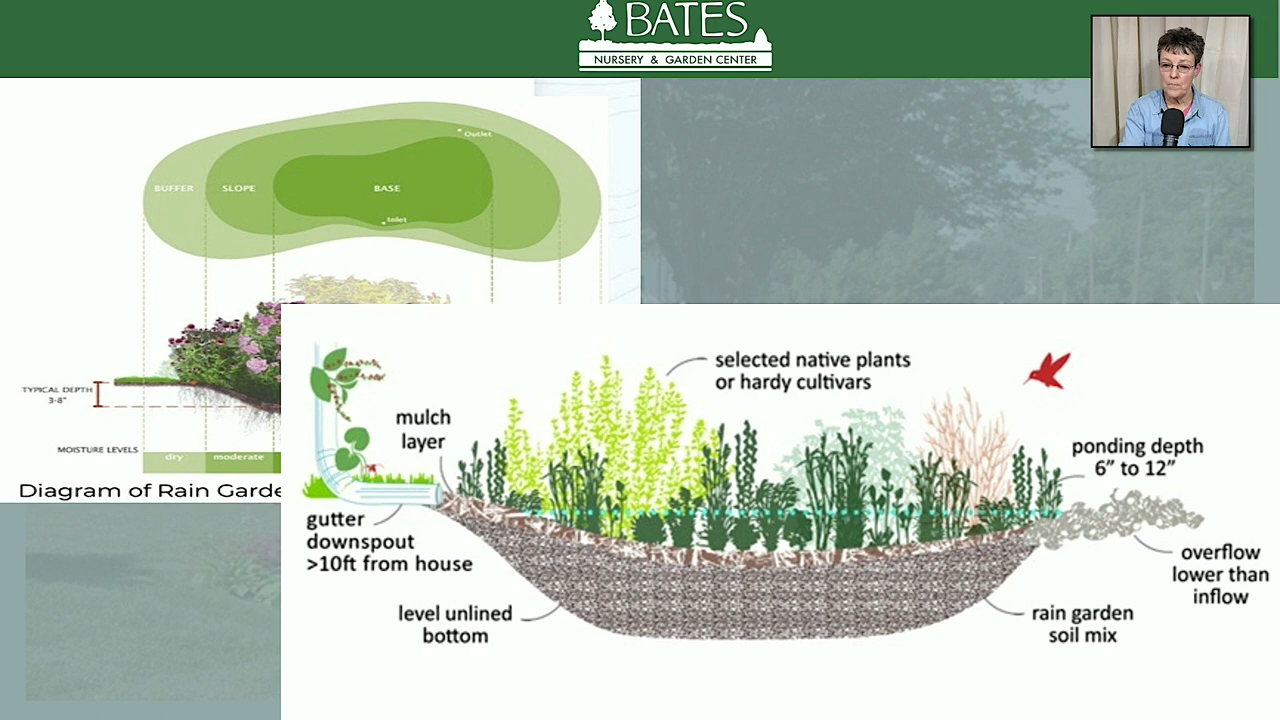 BATES
NURSERY & GARDEN CENTER
Outlet
BUFFER SLOPE BASE
Inlet
TYPICAL DEPTH
3-8"
MOISTURE LEVELS dry moderate
Diagram of Rain Garde
selected native plants
or hardy cultivars
mulch
layer
ponding depth
6” to 12”
gutter
downspout
>10ft from house
overflow
lower than
inflow
level unlined
bottom
rain garden
soil mix